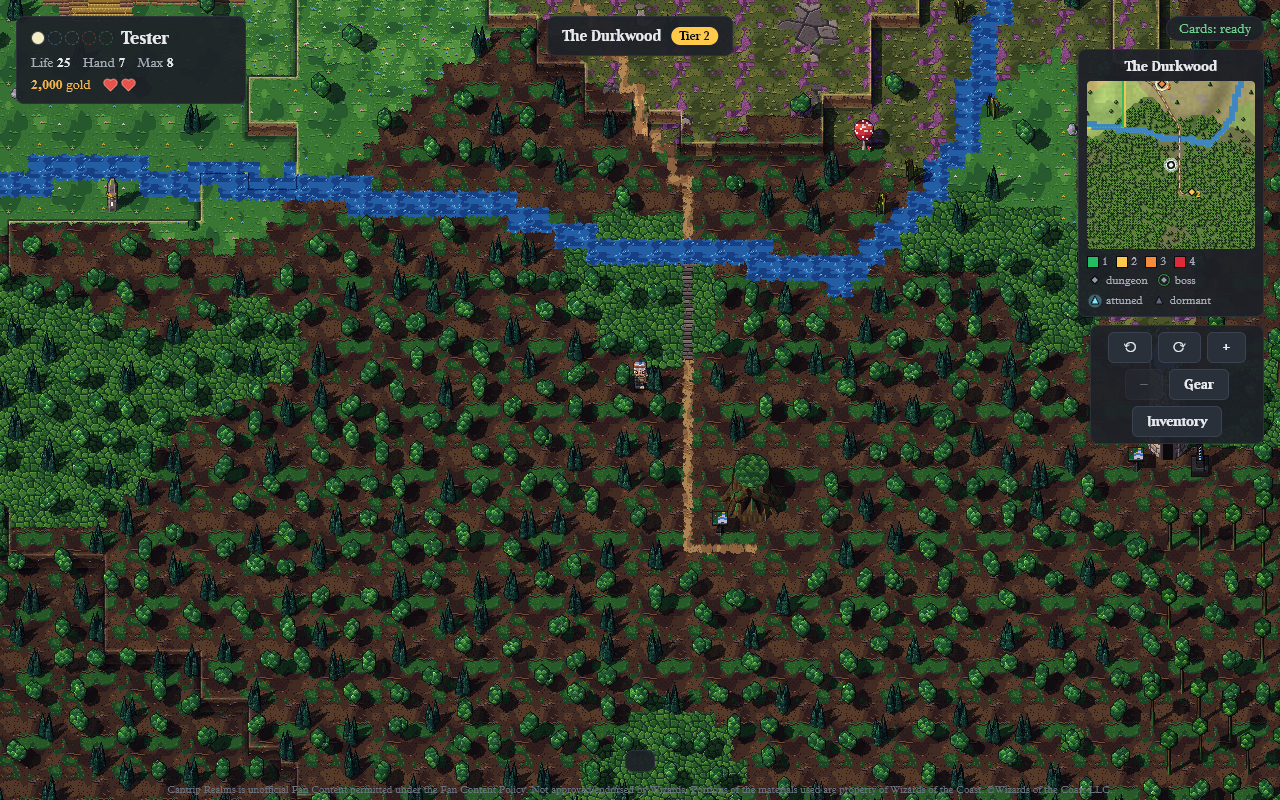 Tester
Life 25 Hand 7 Max 8
2,000 gold
The Durkwood Tier 2
Cards: ready
The Durkwood
1 2 3 4
dungeon boss
attuned dormant
+
−
Gear
Inventory
Cantrip Realms is unofficial Fan Content permitted under the Fan Content Policy. Not approved/endorsed by Wizards. Portions of the materials used are property of Wizards of the Coast. ©Wizards of the Coast LLC